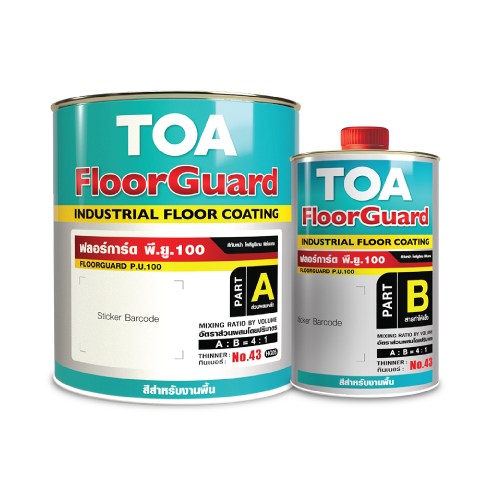 TOA
FloorGuard
INDUSTRIAL FLOOR COATING
ฟลอร์การ์ด พี.ยู.100
FLOORGUARD P.U.100
Sticker Barcode
PART
A
MIXING RATIO BY VOLUME
อัตราส่วนผสมโดยปริมาตร
A : B = 4 : 1
THINNER :
ทินเนอร์ :
No.43
สีสำหรับงานพื้น
TOA
FloorGuard
INDUSTRIAL FLOOR COATING
ฟลอร์การ์ด พี.ยู.100
FLOORGUARD P.U.100
Sticker Barcode
PART
B
MIXING RATIO BY VOLUME
อัตราส่วนผสมโดยปริมาตร
A : B = 4 : 1
THINNER :
ทินเนอร์ :
No.43
สีสำหรับงานพื้น